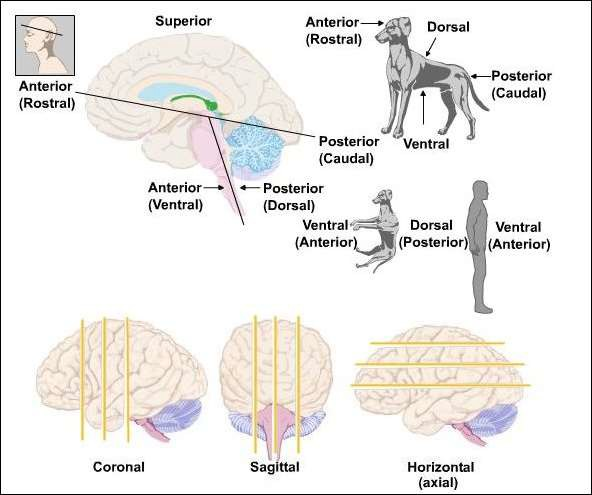 Superior
Anterior
(Rostral)
Posterior
(Caudal)
Anterior
(Ventral)
Posterior
(Dorsal)
Anterior
(Rostral)
Dorsal
Posterior
(Caudal)
Ventral
Ventral
(Anterior)
Dorsal
(Posterior)
Ventral
(Anterior)
Coronal
Sagittal
Horizontal
(axial)